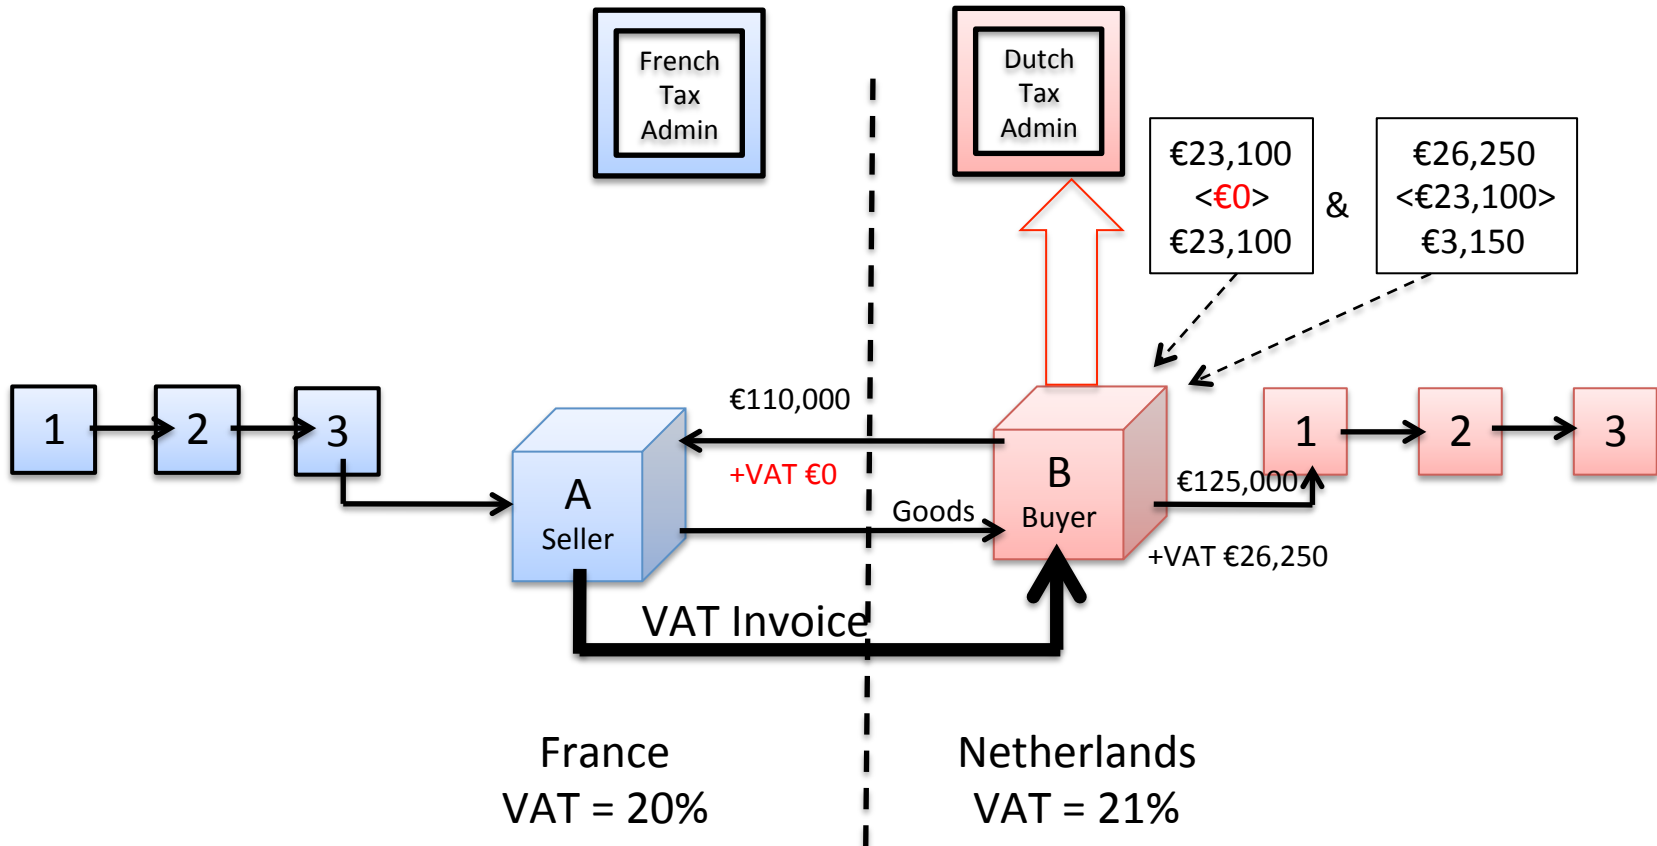 French
Tax
Admin
Dutch
Tax
Admin
€23,100
<€0>
€23,100
&
€26,250
<€23,100>
€3,150
1
2
3
A
Seller
€110,000
+VAT €0
Goods
B
Buyer
€125,000
+VAT €26,250
1
2
3
VAT Invoice
France
VAT = 20%
Netherlands
VAT = 21%